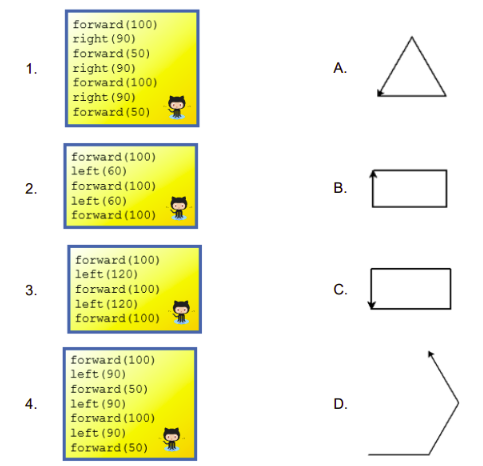 1.
forward(100)
right(90)
forward(50)
right(90)
forward(100)
right(90)
forward(50)
A.
2.
forward(100)
left(60)
forward(100)
left(60)
forward(100)
B.
3.
forward(100)
left(120)
forward(100)
left(120)
forward(100)
C.
4.
forward(100)
left(90)
forward(50)
left(90)
forward(100)
left(90)
forward(50)
D.